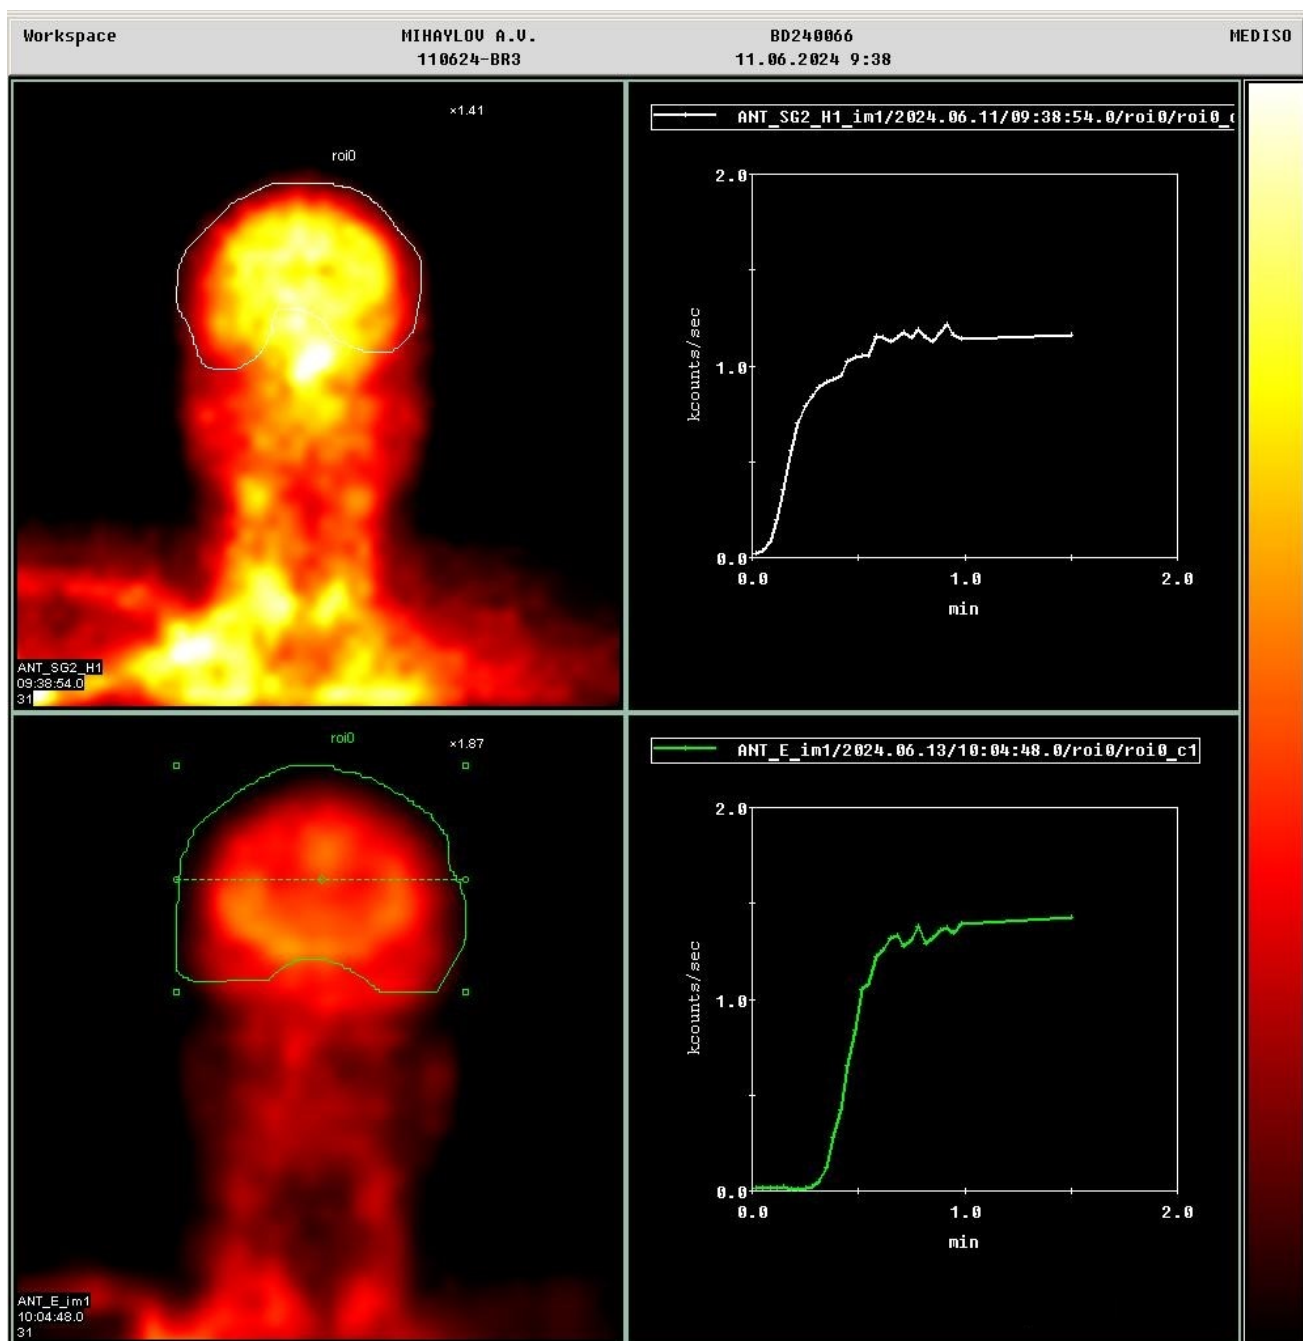 Workspace MIHAYLOV A.V. BD240066 MEDISO
110624-BR3 11.06.2024 9:38
×1.41
roi0
ANT_SG2_H1
09:38:54.0
31
ANT_SG2_H1_im1/2024.06.11/09:38:54.0/roi0/roi0_c
2.0
kcounts/sec
1.0
0.0
0.0 1.0 2.0
min
roi0 ×1.87
ANT_E_im1
10:04:48.0
31
ANT_E_im1/2024.06.13/10:04:48.0/roi0/roi0_c1
2.0
kcounts/sec
1.0
0.0
0.0 1.0 2.0
min